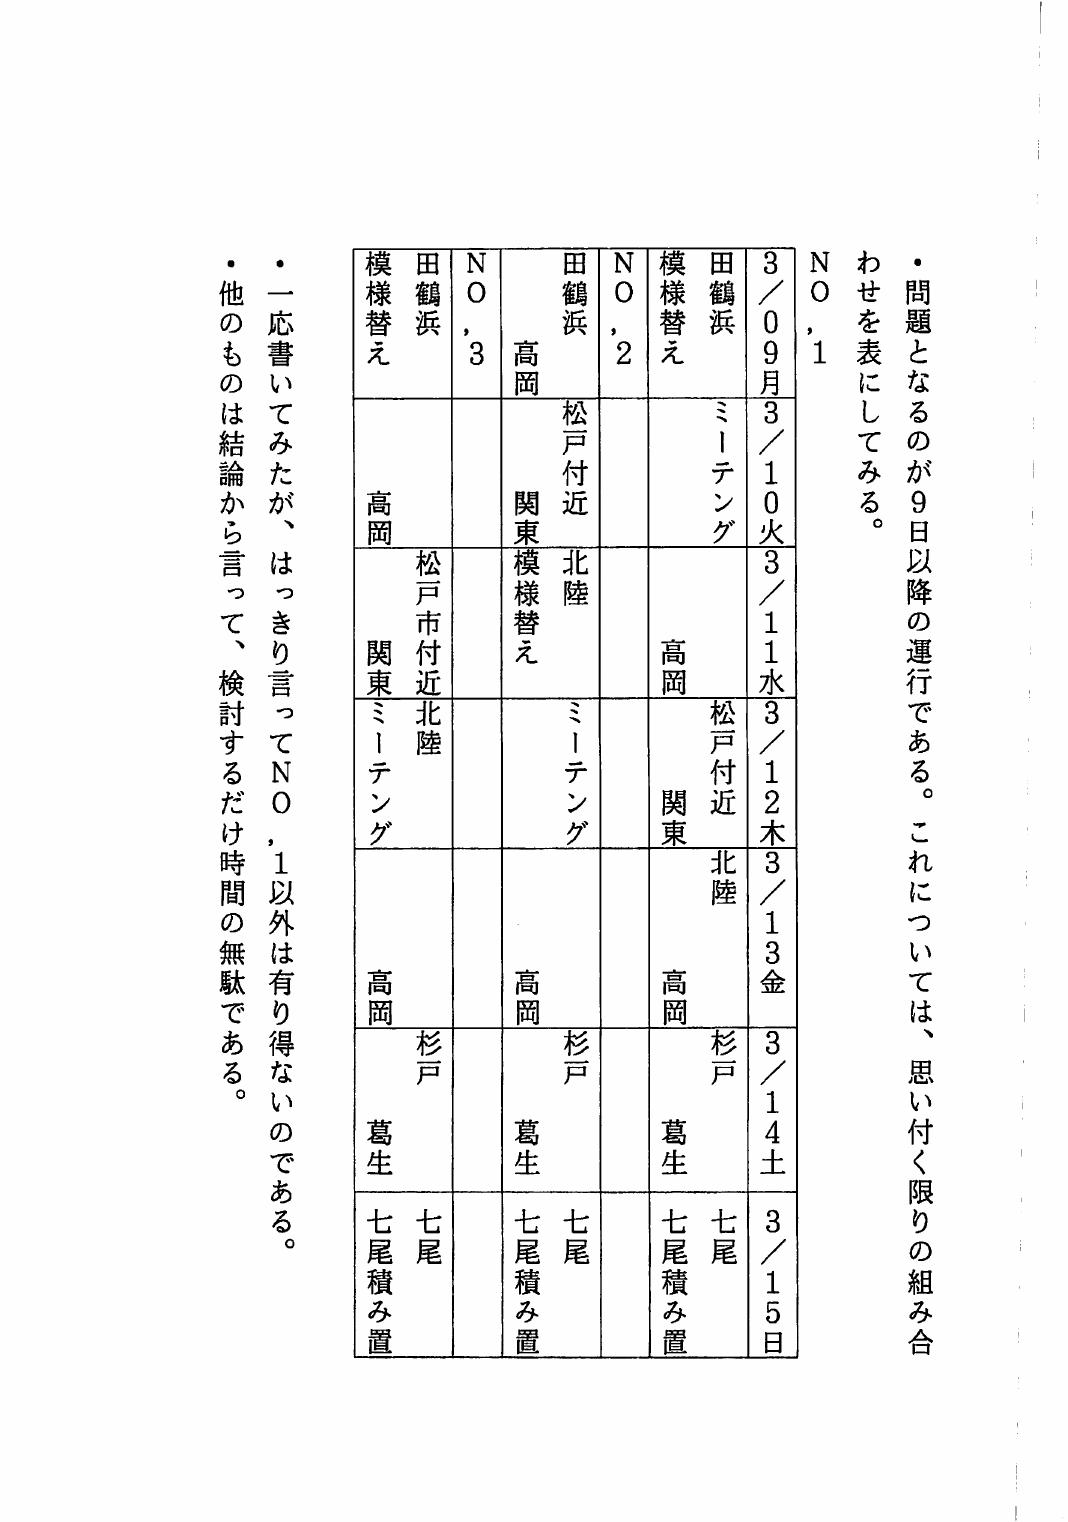 ・問題となるのが９日以降の運行である。これについては、思い付く限りの組み合
わせを表にしてみる。
ＮＯ，１
３／０９月 ３／１０火 ３／１１水 ３／１２木 ３／１３金 ３／１４土 ３／１５日
田鶴浜 ミーテング 松戸付近 北陸 杉戸 七尾
模様替え 高岡 関東 高岡 葛生 七尾積み置
ＮＯ，２
田鶴浜 松戸付近 北陸 ミーテング 杉戸 七尾
高岡 関東 模様替え 高岡 葛生 七尾積み置
ＮＯ，３
田鶴浜 松戸市付近 北陸 杉戸 七尾
模様替え 高岡 関東 ミーテング 高岡 葛生 七尾積み置
・一応書いてみたが、はっきり言ってＮＯ，１以外は有り得ないのである。
・他のものは結論から言って、検討するだけ時間の無駄である。